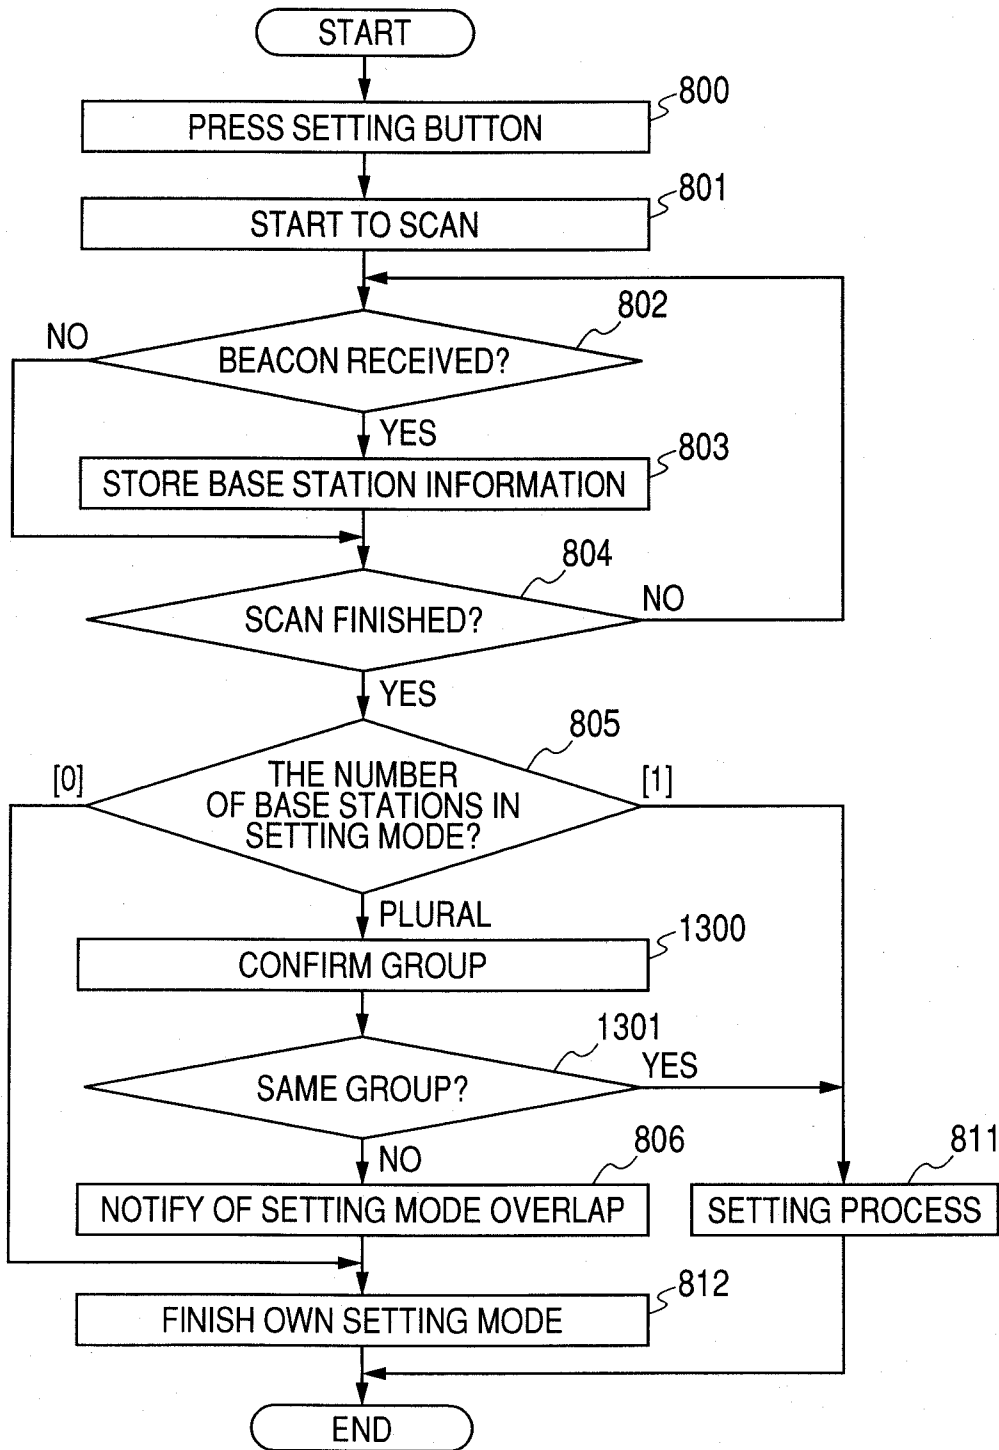 START
800
PRESS SETTING BUTTON
801
START TO SCAN
802
NO
BEACON RECEIVED?
YES
803
STORE BASE STATION INFORMATION
804
NO
SCAN FINISHED?
YES
805
[0]
[1]
THE NUMBER
OF BASE STATIONS IN
SETTING MODE?
PLURAL
1300
CONFIRM GROUP
1301
YES
SAME GROUP?
NO
806
811
NOTIFY OF SETTING MODE OVERLAP
SETTING PROCESS
812
FINISH OWN SETTING MODE
END